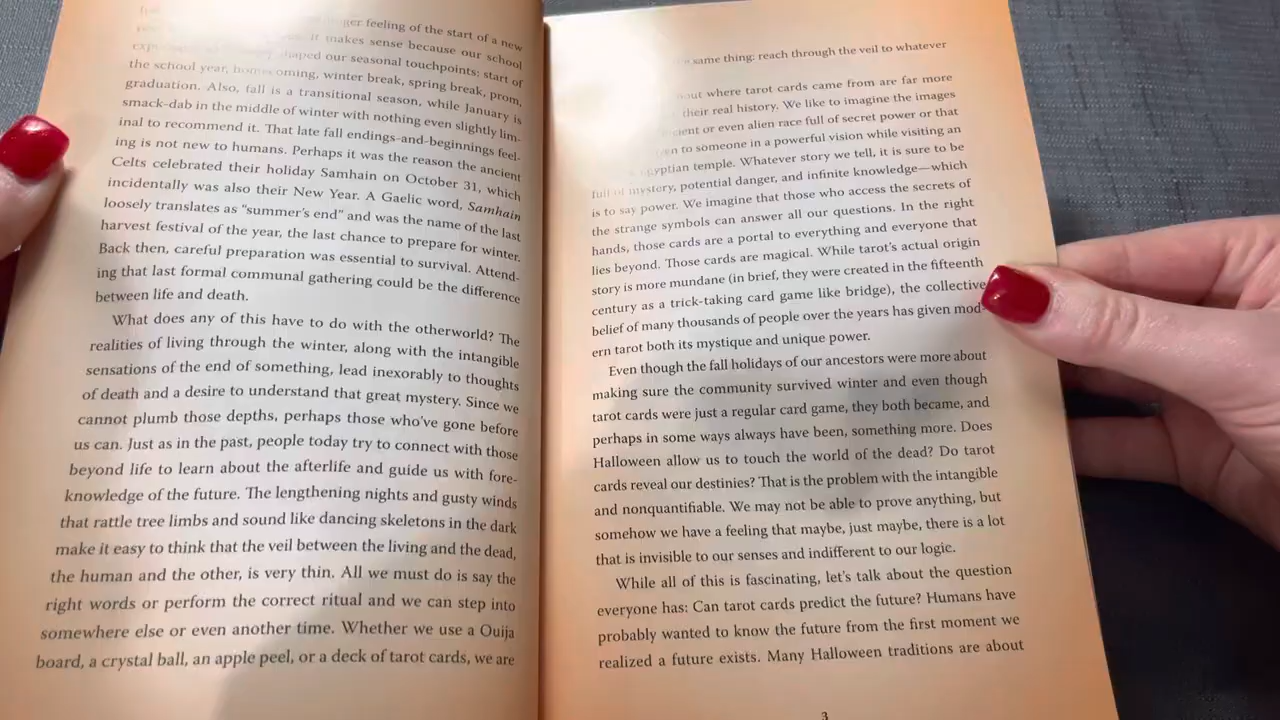 feeling of the start of a new
it makes sense because our school
shaped our seasonal touchpoints: start of
the school year, homecoming, winter break, spring break, prom,
graduation. Also, fall is a transitional season, while January is
smack-dab in the middle of winter with nothing even slightly lim-
inal to recommend it. That late fall endings-and-beginnings feel-
ing is not new to humans. Perhaps it was the reason the ancient
Celts celebrated their holiday Samhain on October 31, which
incidentally was also their New Year. A Gaelic word, Samhain
loosely translates as “summer’s end” and was the name of the last
harvest festival of the year, the last chance to prepare for winter.
Back then, careful preparation was essential to survival. Attend-
ing that last formal communal gathering could be the difference
between life and death.
What does any of this have to do with the otherworld? The
realities of living through the winter, along with the intangible
sensations of the end of something, lead inexorably to thoughts
of death and a desire to understand that great mystery. Since we
cannot plumb those depths, perhaps those who’ve gone before
us can. Just as in the past, people today try to connect with those
beyond life to learn about the afterlife and guide us with fore-
knowledge of the future. The lengthening nights and gusty winds
that rattle tree limbs and sound like dancing skeletons in the dark
make it easy to think that the veil between the living and the dead,
the human and the other, is very thin. All we must do is say the
right words or perform the correct ritual and we can step into
somewhere else or even another time. Whether we use a Ouija
board, a crystal ball, an apple peel, or a deck of tarot cards, we are
same thing: reach through the veil to whatever
about where tarot cards came from are far more
their real history. We like to imagine the images
ancient or even alien race full of secret power or that
to someone in a powerful vision while visiting an
Egyptian temple. Whatever story we tell, it is sure to be
full of mystery, potential danger, and infinite knowledge—which
is to say power. We imagine that those who access the secrets of
the strange symbols can answer all our questions. In the right
hands, those cards are a portal to everything and everyone that
lies beyond. Those cards are magical. While tarot’s actual origin
story is more mundane (in brief, they were created in the fifteenth
century as a trick-taking card game like bridge), the collective
belief of many thousands of people over the years has given mod-
ern tarot both its mystique and unique power.
Even though the fall holidays of our ancestors were more about
making sure the community survived winter and even though
tarot cards were just a regular card game, they both became, and
perhaps in some ways always have been, something more. Does
Halloween allow us to touch the world of the dead? Do tarot
cards reveal our destinies? That is the problem with the intangible
and nonquantifiable. We may not be able to prove anything, but
somehow we have a feeling that maybe, just maybe, there is a lot
that is invisible to our senses and indifferent to our logic.
While all of this is fascinating, let’s talk about the question
everyone has: Can tarot cards predict the future? Humans have
probably wanted to know the future from the first moment we
realized a future exists. Many Halloween traditions are about
3